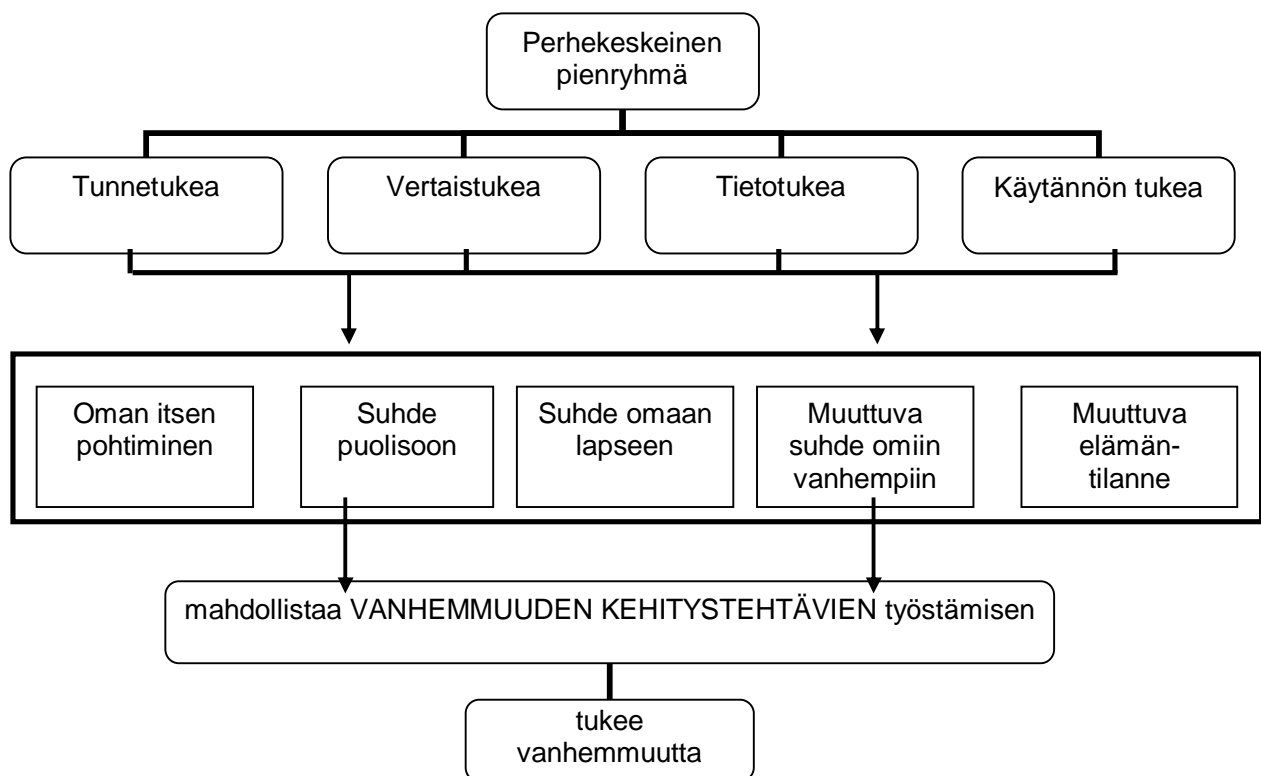 Perhekeskeinen
pienryhmä
Tunnetukea
Vertaistukea
Tietotukea
Käytännön tukea
Oman itsen
pohtiminen
Suhde
puolisoon
Suhde omaan
lapseen
Muuttuva
suhde omiin
vanhempiin
Muuttuva
elämän-
tilanne
mahdollistaa VANHEMMUUDEN KEHITYSTEHTÄVIEN työstämisen
tukee
vanhemmuutta